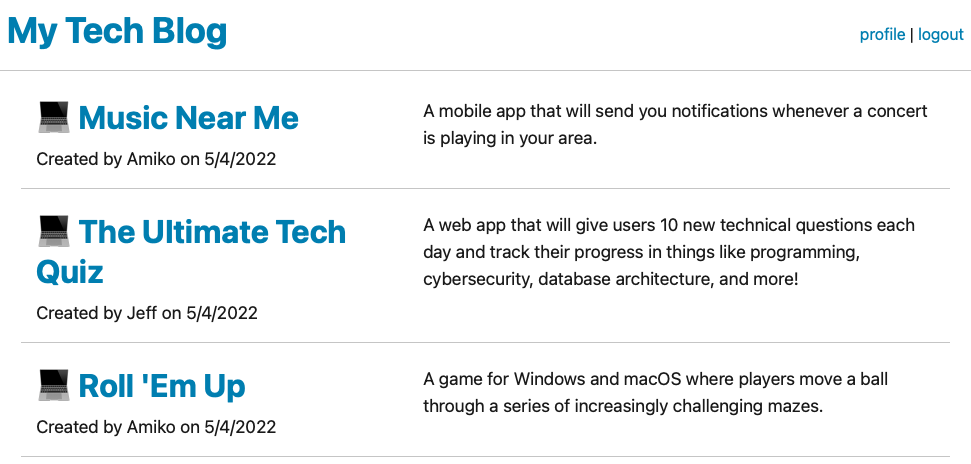 My Tech Blog
profile | logout
Music Near Me
Created by Amiko on 5/4/2022
A mobile app that will send you notifications whenever a concert
is playing in your area.
The Ultimate Tech
Quiz
Created by Jeff on 5/4/2022
A web app that will give users 10 new technical questions each
day and track their progress in things like programming,
cybersecurity, database architecture, and more!
Roll 'Em Up
Created by Amiko on 5/4/2022
A game for Windows and macOS where players move a ball
through a series of increasingly challenging mazes.